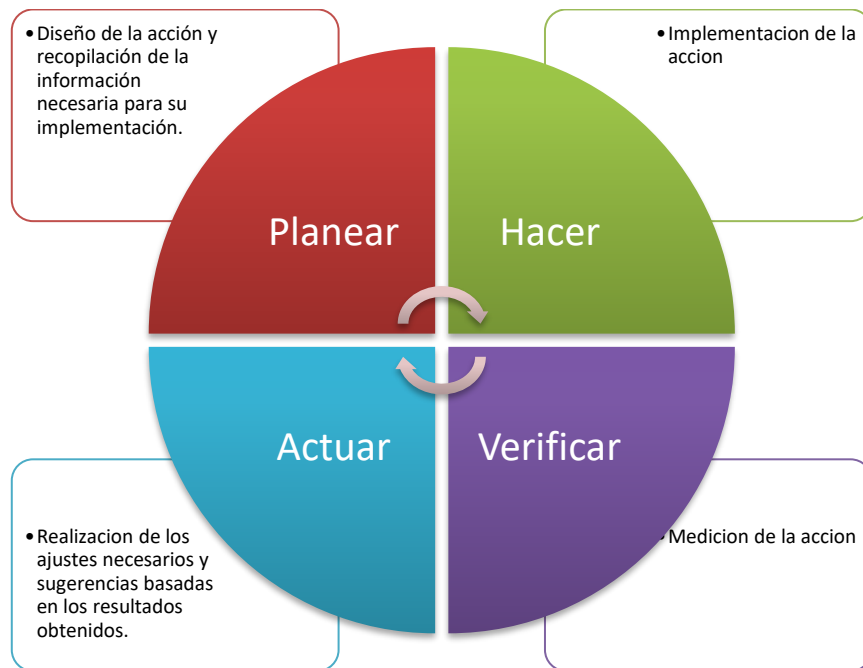 • Diseño de la acción y
recopilación de la
información
necesaria para su
implementación.
• Implementacion de la
accion
Planear
Hacer
Actuar
Verificar
• Realizacion de los
ajustes necesarios y
sugerencias basadas
en los resultados
obtenidos.
• Medicion de la accion